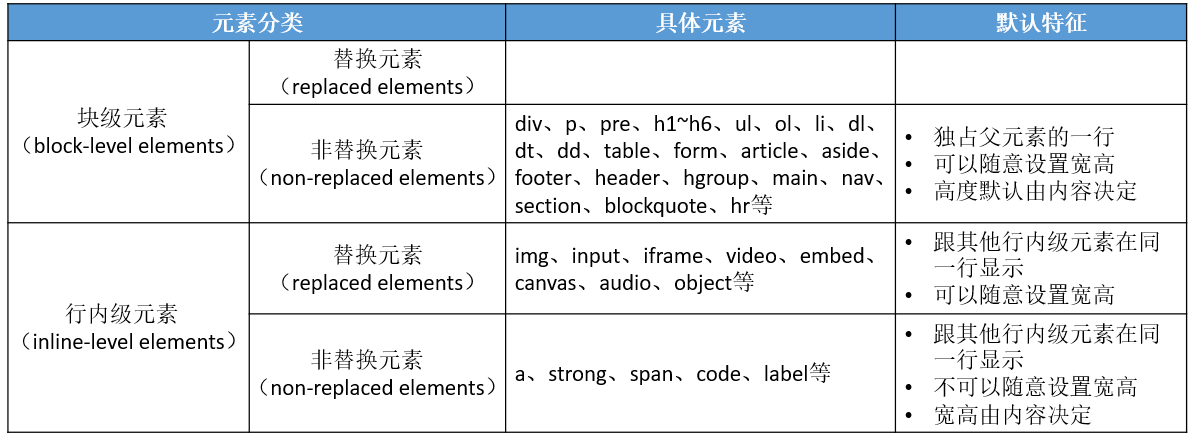 元素分类
具体元素
默认特征
块级元素
（block-level elements）
替换元素
（replaced elements）
非替换元素
（non-replaced elements）
div、p、pre、h1~h6、ul、ol、li、dl、
dt、dd、table、form、article、aside、
footer、header、hgroup、main、nav、
section、blockquote、hr等
• 独占父元素的一行
• 可以随意设置宽高
• 高度默认由内容决定
行内级元素
（inline-level elements）
替换元素
（replaced elements）
img、input、iframe、video、embed、
canvas、audio、object等
• 跟其他行内级元素在同
一行显示
• 可以随意设置宽高
非替换元素
（non-replaced elements）
a、strong、span、code、label等
• 跟其他行内级元素在同
一行显示
• 不可以随意设置宽高
• 宽高由内容决定